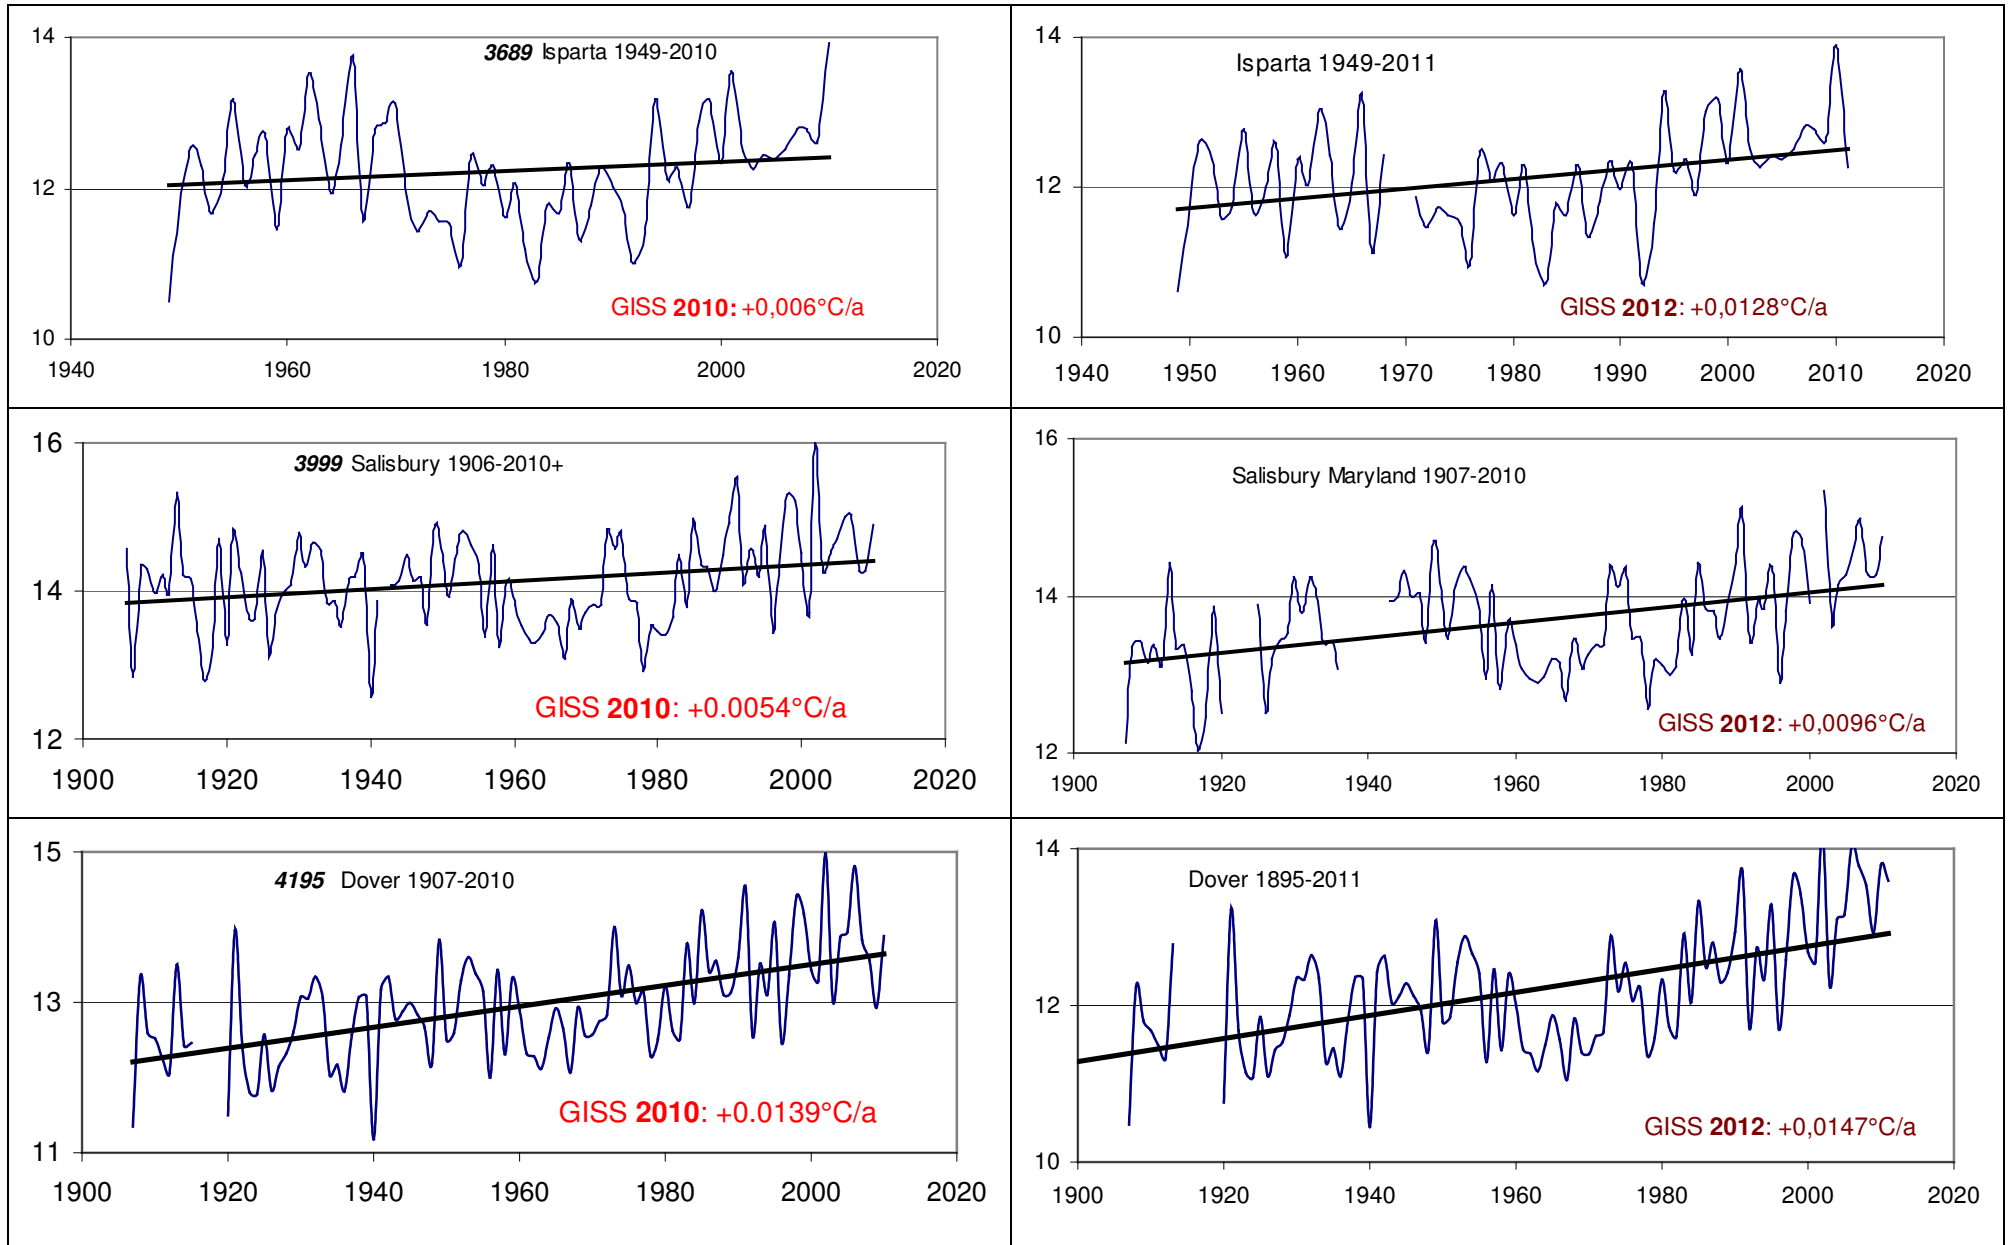 14
3689 Isparta 1949-2010
12
GISS 2010: +0,006°C/a
10
1940 1960 1980 2000 2020
14
Isparta 1949-2011
12
GISS 2012: +0,0128°C/a
10
1940 1950 1960 1970 1980 1990 2000 2010 2020
16
3999 Salisbury 1906-2010+
14
GISS 2010: +0.0054°C/a
12
1900 1920 1940 1960 1980 2000 2020
16
Salisbury Maryland 1907-2010
14
GISS 2012: +0,0096°C/a
12
1900 1920 1940 1960 1980 2000 2020
15
4195 Dover 1907-2010
13
GISS 2010: +0.0139°C/a
11
1900 1920 1940 1960 1980 2000 2020
14
Dover 1895-2011
12
GISS 2012: +0,0147°C/a
10
1900 1920 1940 1960 1980 2000 2020